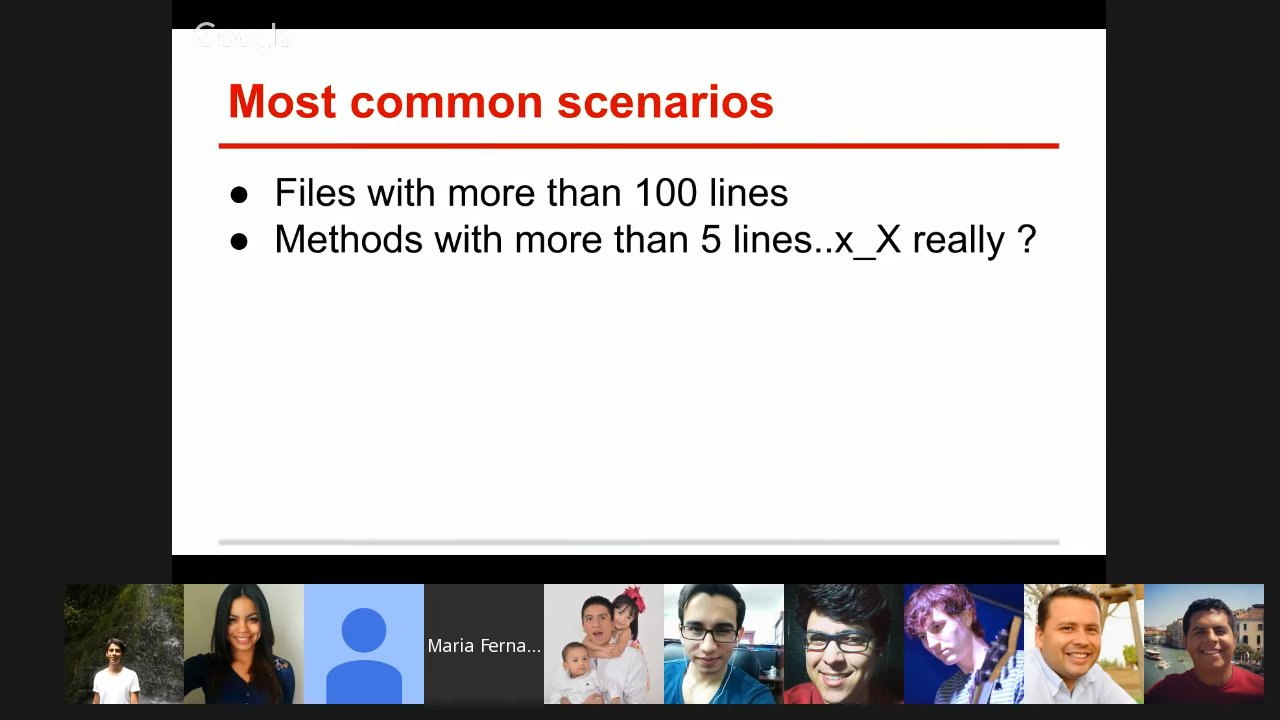 Google
Most common scenarios
● Files with more than 100 lines
● Methods with more than 5 lines..x_X really ?
Maria Ferna...